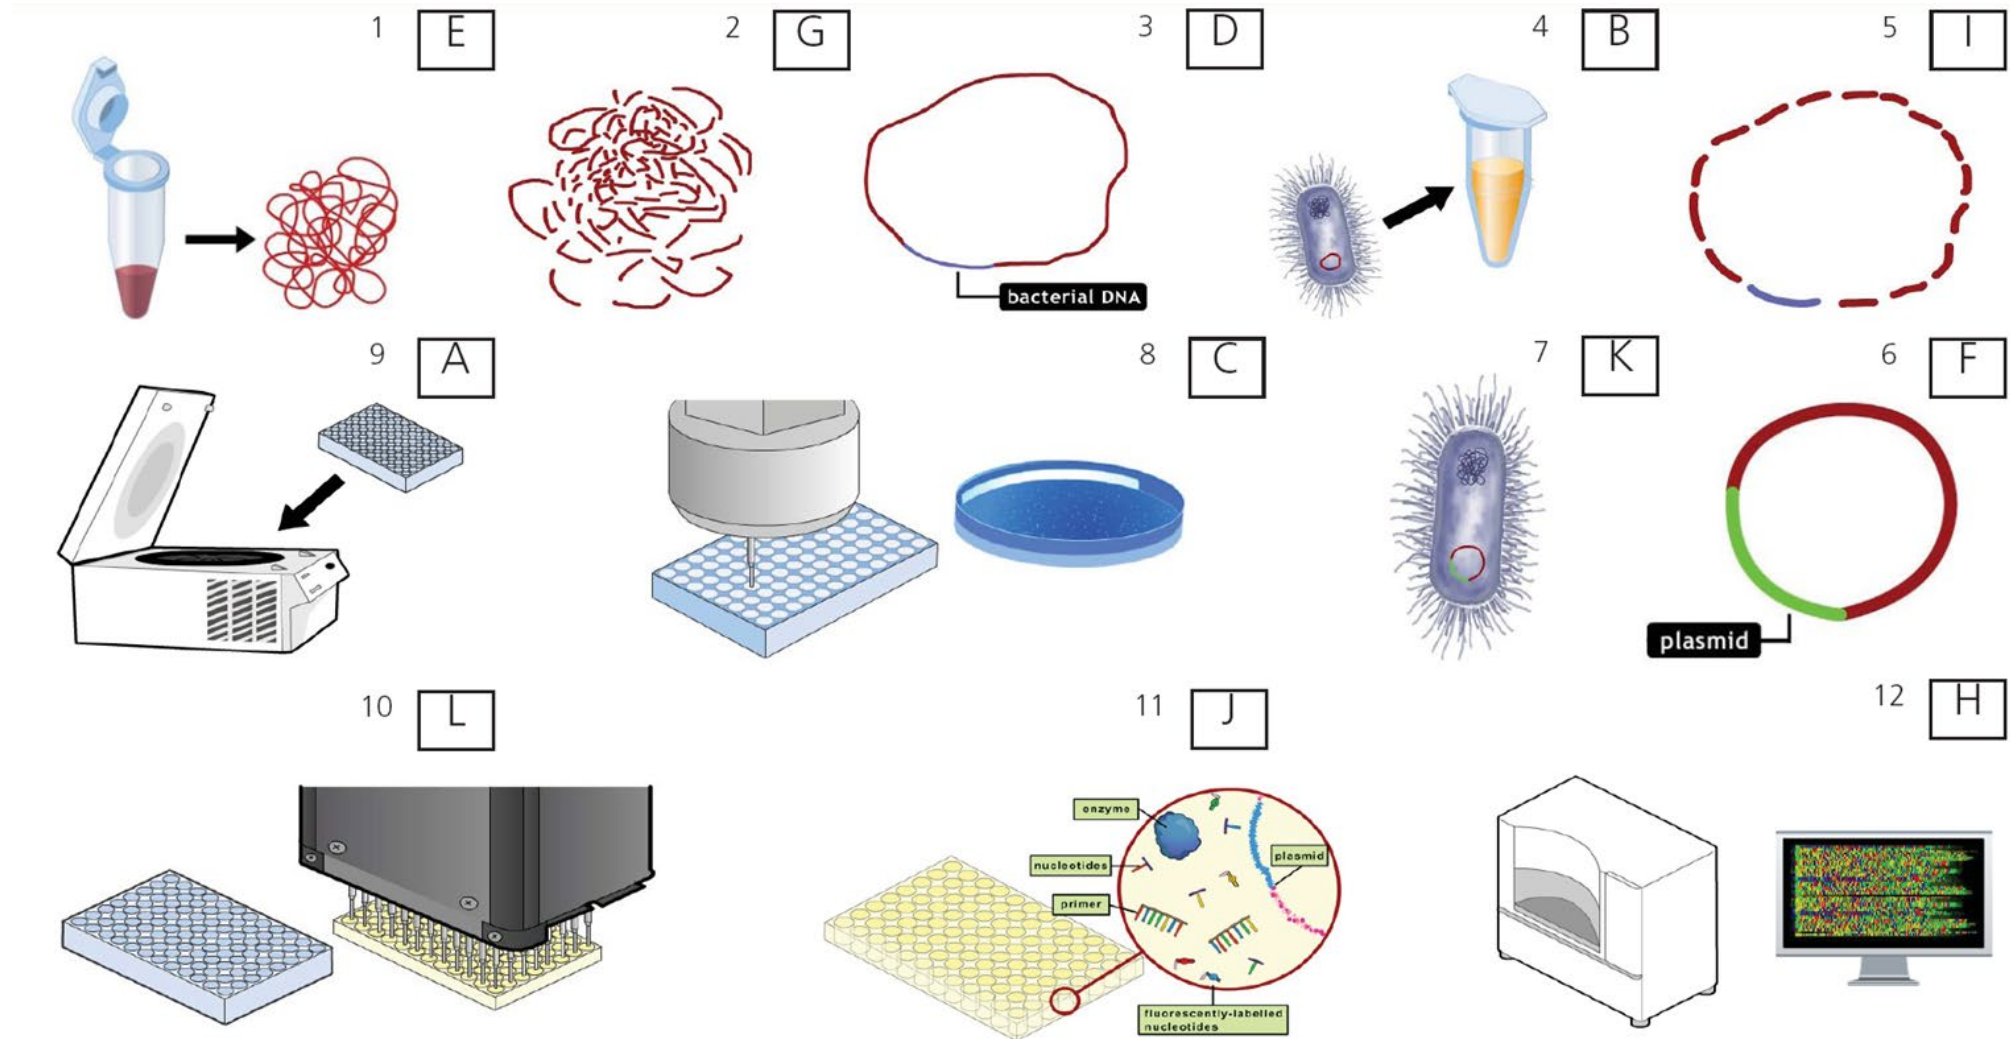 1 E
2 G
3 D
4 B
5 I
bacterial DNA
9 A
8 C
7 K
6 F
plasmid
10 L
11 J
12 H
enzyme
nucleotides
primer
plasmid
fluorescently-labelled
nucleotides